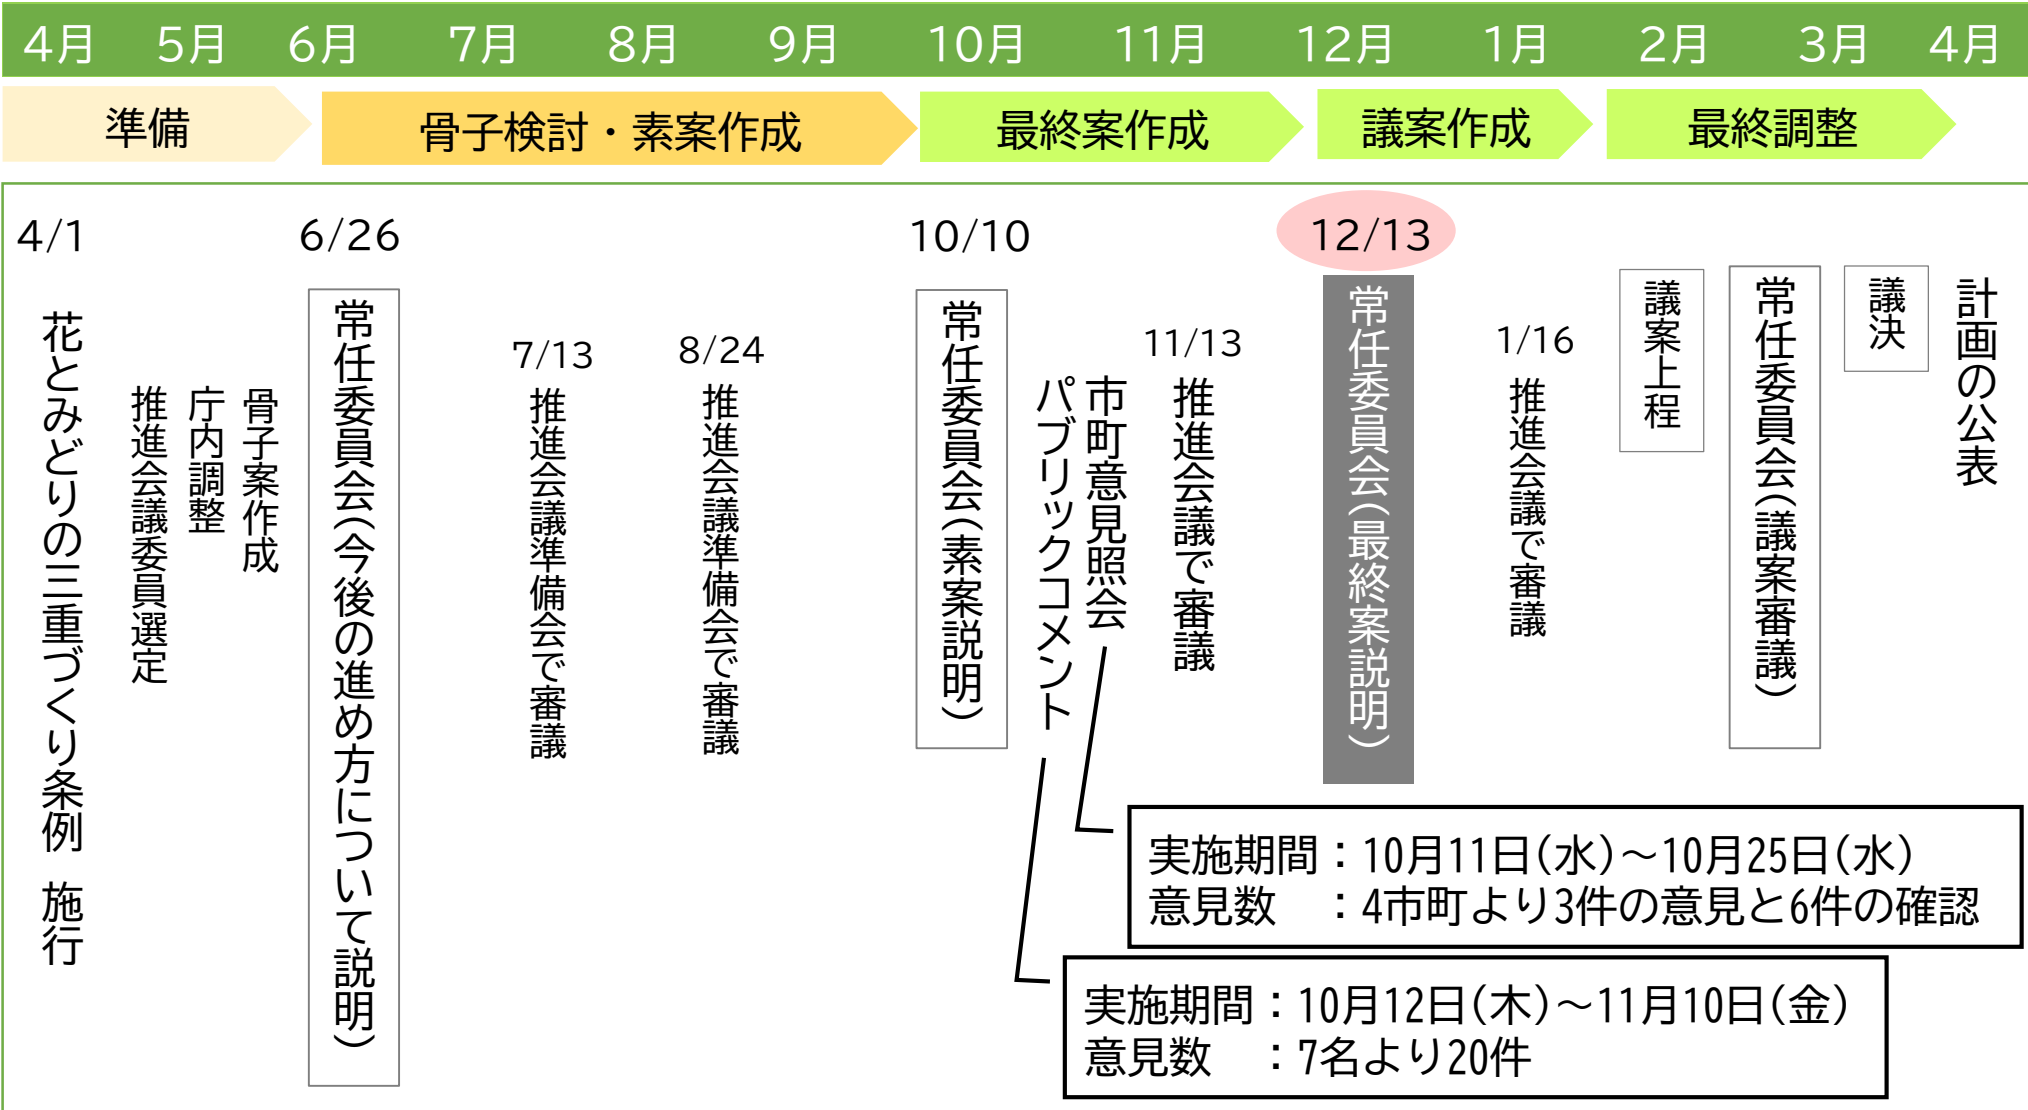 4月 5月 6月 7月 8月 9月 10月 11月 12月 1月 2月 3月 4月
準備
骨子検討・素案作成
最終案作成
議案作成
最終調整
4/1
花とみどりの三重づくり条例 施行
推進会議委員選定
庁内調整
骨子案作成
6/26
常任委員会(今後の進め方について説明)
7/13
推進会議準備会で審議
8/24
推進会議準備会で審議
10/10
常任委員会(素案説明)
パブリックコメント
市町意見照会
11/13
推進会議で審議
12/13
常任委員会(最終案説明)
1/16
推進会議で審議
議案上程
常任委員会(議案審議)
議決
計画の公表
実施期間：10月11日(水)～10月25日(水)
意見数　：4市町より3件の意見と6件の確認
実施期間：10月12日(木)～11月10日(金)
意見数　：7名より20件